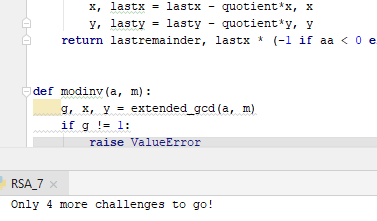 x, lastx = lastx - quotient*x, x
y, lasty = lasty - quotient*y, y
return lastremainder, lastx * (-1 if aa < 0 e
def modinv(a, m):
g, x, y = extended_gcd(a, m)
if g != 1:
raise ValueError
RSA_7
Only 4 more challenges to go!